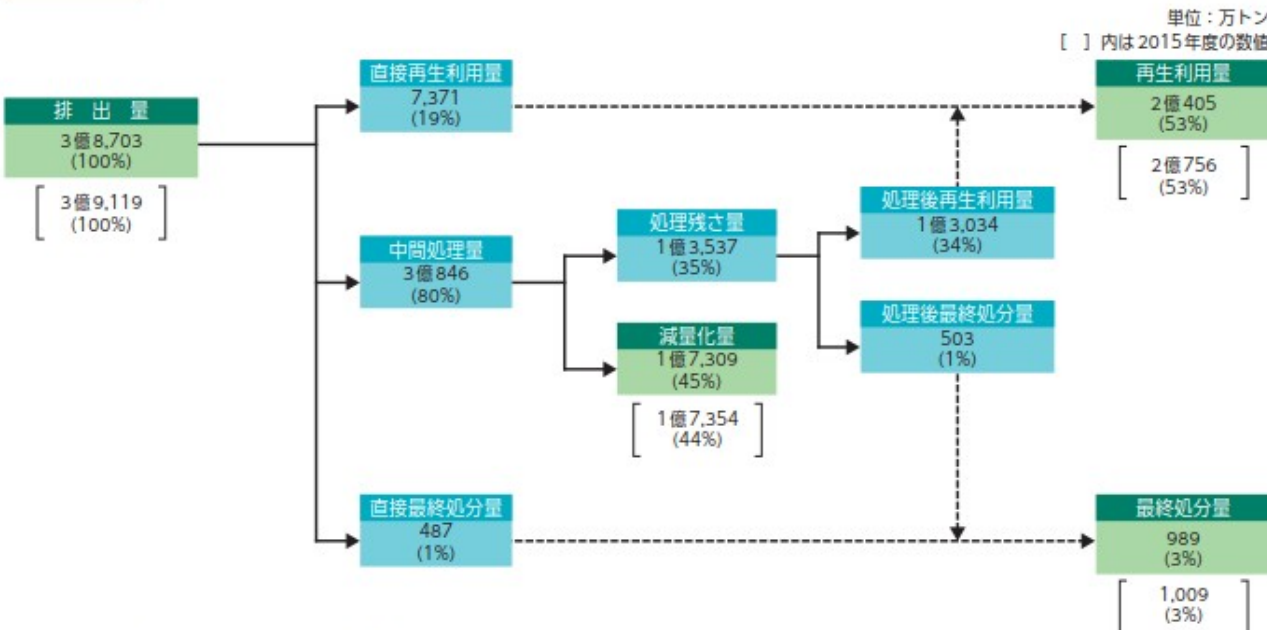 単位：万トン
[ ] 内は2015年度の数値
排出量
3億8,703
(100%)
3億9,119
(100%)
直接再生利用量
7,371
(19%)
中間処理量
3億846
(80%)
直接最終処分量
487
(1%)
処理残さ量
1億3,537
(35%)
減量化量
1億7,309
(45%)
1億7,354
(44%)
処理後再生利用量
1億3,034
(34%)
処理後最終処分量
503
(1%)
再生利用量
2億405
(53%)
2億756
(53%)
最終処分量
989
(3%)
1,009
(3%)